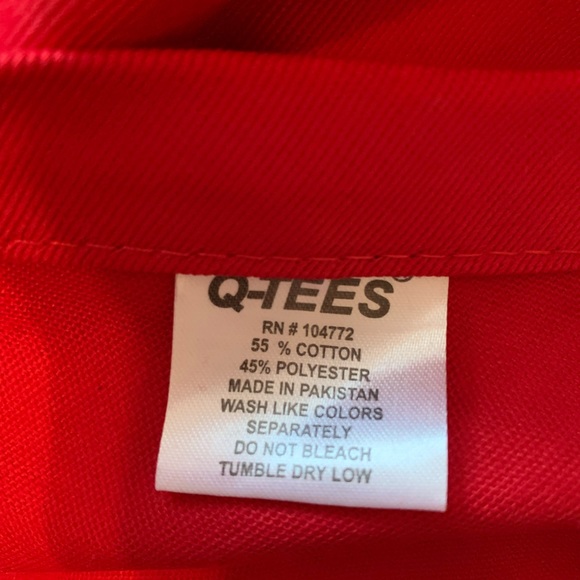 Q-TEES®
RN # 104772
55 % COTTON
45% POLYESTER
MADE IN PAKISTAN
WASH LIKE COLORS
SEPARATELY
DO NOT BLEACH
TUMBLE DRY LOW